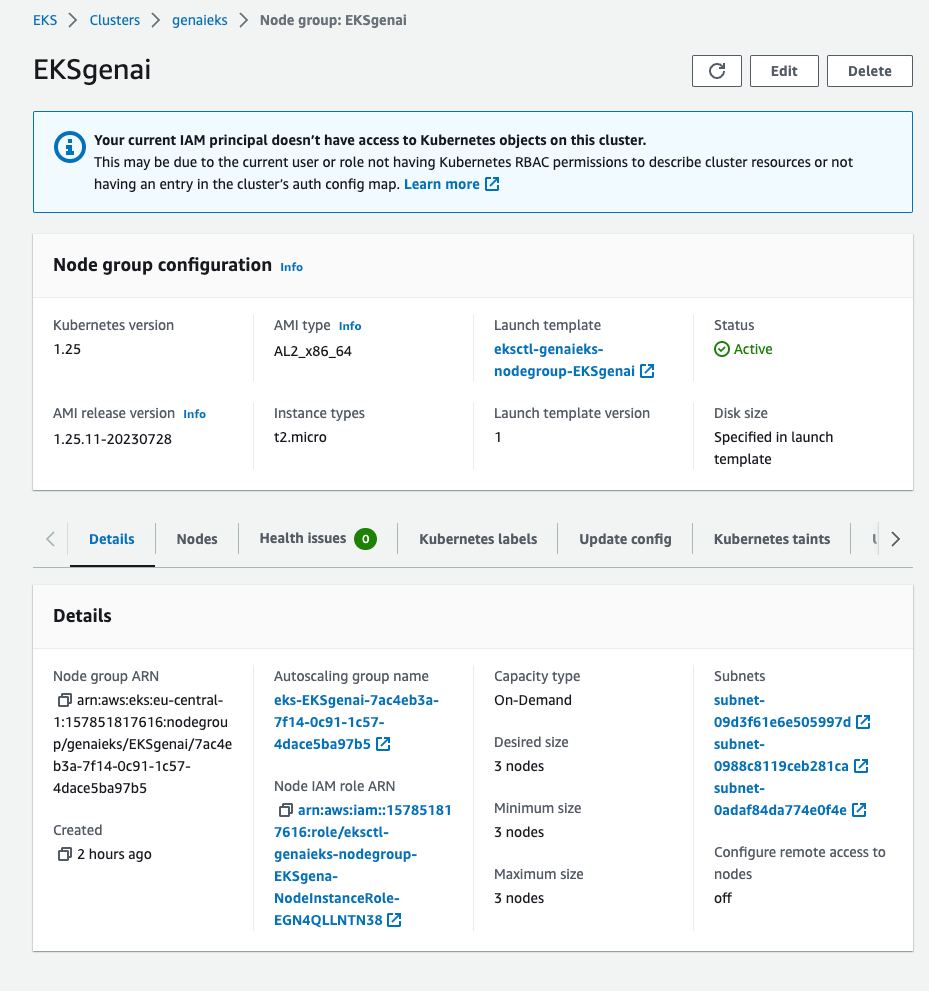 EKS > Clusters > genaieks > Node group: EKSgenai
EKSgenai
Edit
Delete
Your current IAM principal doesn’t have access to Kubernetes objects on this cluster.
This may be due to the current user or role not having Kubernetes RBAC permissions to describe cluster resources or not
having an entry in the cluster’s auth config map. Learn more
Node group configuration Info
Kubernetes version
1.25
AMI type Info
AL2_x86_64
Launch template
eksctl-genaieks-
nodegroup-EKSgenai
Status
Active
AMI release version Info
1.25.11-20230728
Instance types
t2.micro
Launch template version
1
Disk size
Specified in launch
template
Details
Nodes
Health issues 0
Kubernetes labels
Update config
Kubernetes taints
Details
Node group ARN
arn:aws:eks:eu-central-
1:157851817616:nodegrou
p/genaieks/EKSgenai/7ac4e
b3a-7f14-0c91-1c57-
4dace5ba97b5
Created
2 hours ago
Autoscaling group name
eks-EKSgenai-7ac4eb3a-
7f14-0c91-1c57-
4dace5ba97b5
Node IAM role ARN
arn:aws:iam::15785181
7616:role/eksctl-
genaieks-nodegroup-
EKSgena-
NodeInstanceRole-
EGN4QLLNTN38
Capacity type
On-Demand
Desired size
3 nodes
Minimum size
3 nodes
Maximum size
3 nodes
Subnets
subnet-
09d3f61e6e505997d
subnet-
0988c8119ceb281ca
subnet-
0adaf84da774e0f4e
Configure remote access to
nodes
off